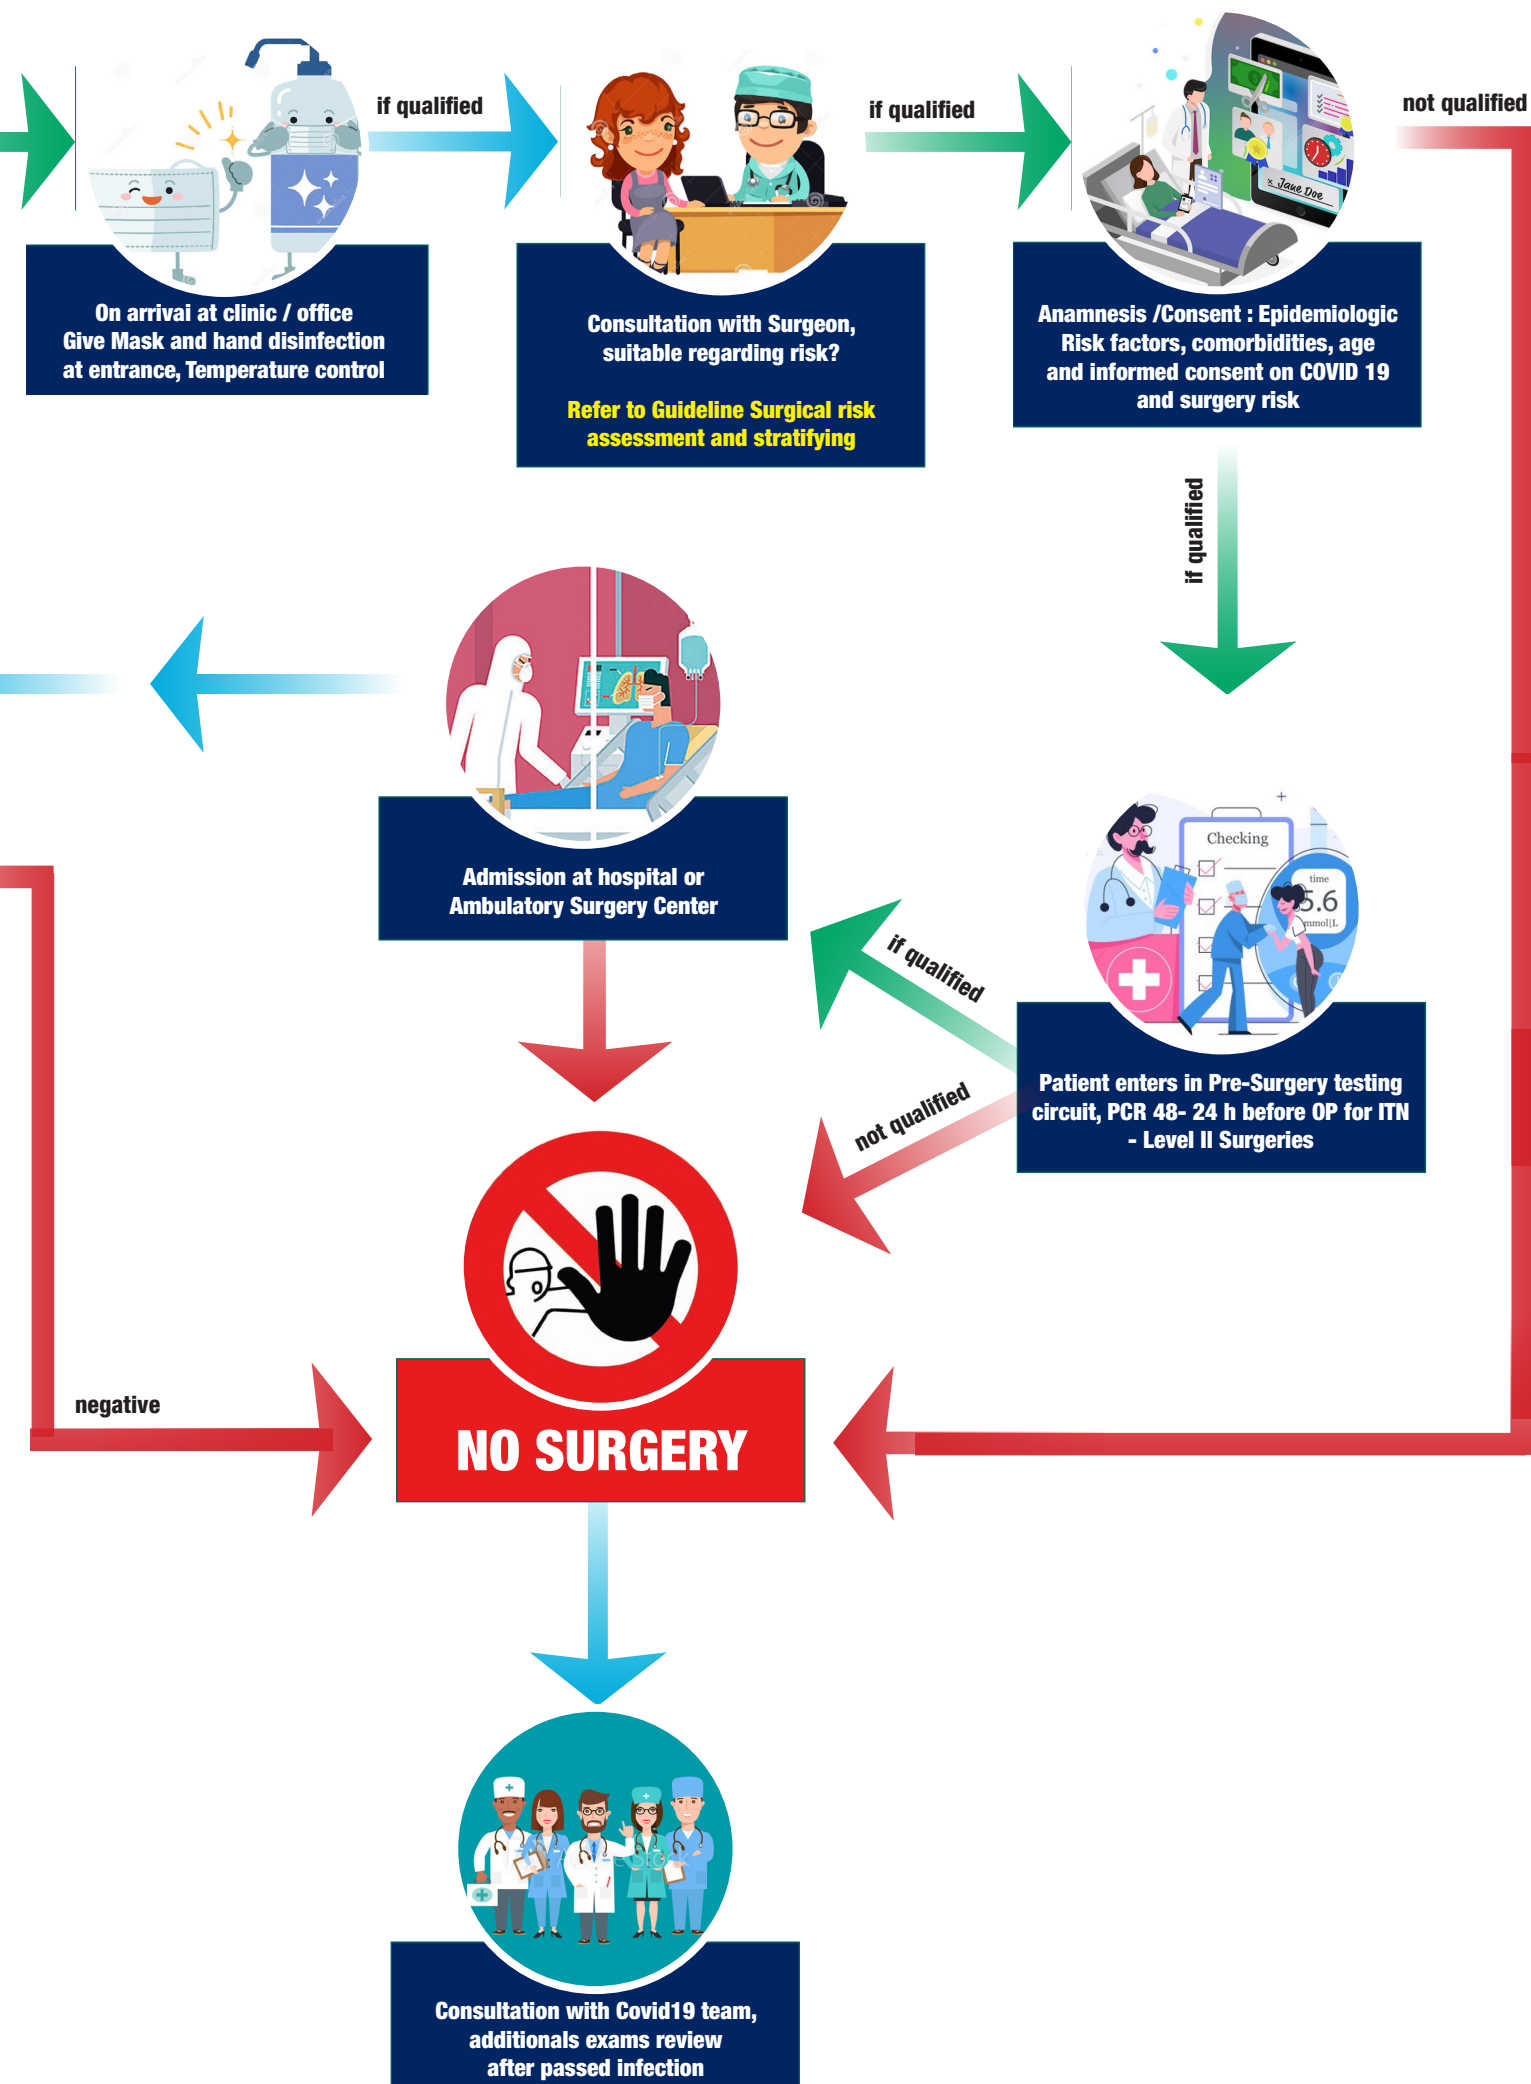 if qualified
if qualified
not qualified
Jane Doe
On arrivai at clinic / office
Give Mask and hand disinfection
at entrance, Temperature control
Consultation with Surgeon,
suitable regarding risk?
Refer to Guideline Surgical risk
assessment and stratifying
Anamnesis /Consent : Epidemiologic
Risk factors, comorbidities, age
and informed consent on COVID 19
and surgery risk
if qualified
Admission at hospital or
Ambulatory Surgery Center
Checking
time
5.6
mmol|L
if qualified
not qualified
Patient enters in Pre-Surgery testing
circuit, PCR 48- 24 h before OP for ITN
- Level II Surgeries
negative
NO SURGERY
Consultation with Covid19 team,
additionals exams review
after passed infection